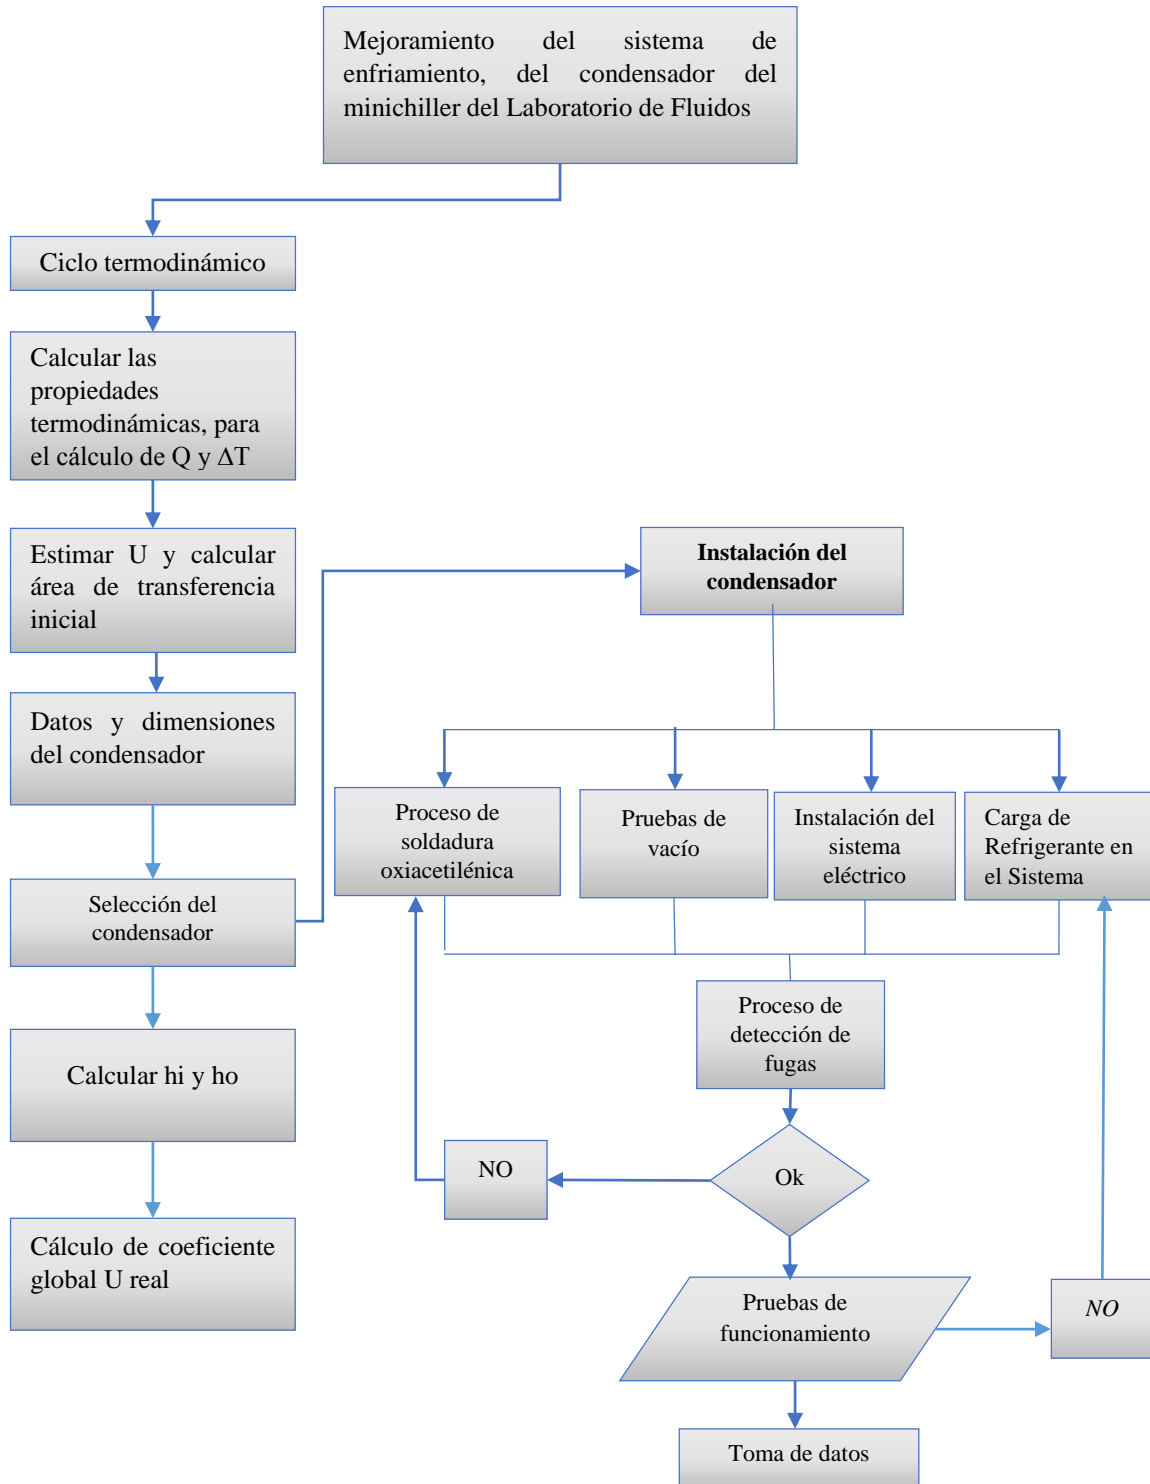 Mejoramiento del sistema de
enfriamiento, del condensador del
minichiller del Laboratorio de Fluidos
Ciclo termodinámico
Calcular las
propiedades
termodinámicas, para
el cálculo de Q y ΔT
Estimar U y calcular
área de transferencia
inicial
Datos y dimensiones
del condensador
Selección del
condensador
Calcular hi y ho
Cálculo de coeficiente
global U real
Instalación del
condensador
Proceso de
soldadura
oxiacetilénica
Pruebas de
vacío
Instalación del
sistema
eléctrico
Carga de
Refrigerante en
el Sistema
Proceso de
detección de
fugas
NO
Ok
Pruebas de
funcionamiento
NO
Toma de datos